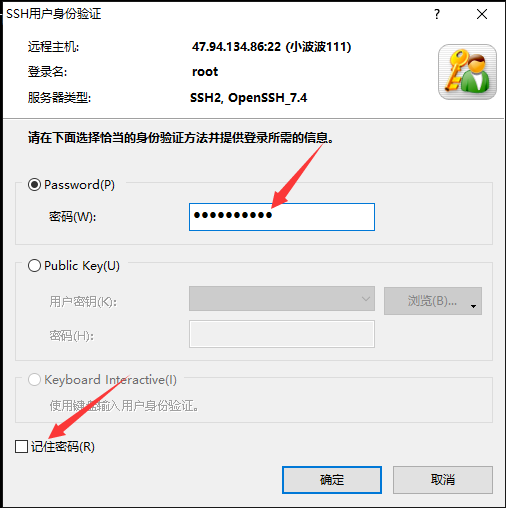 SSH用户身份验证
远程主机: 47.94.134.86:22 (小波波111)
登录名: root
服务器类型: SSH2, OpenSSH_7.4
请在下面选择恰当的身份验证方法并提供登录所需的信息。
Password(P)
密码(W): ●●●●●●●●●●
Public Key(U)
用户密钥(K): 浏览(B)...
密码(H):
Keyboard Interactive(I)
使用键盘输入用户身份验证。
记住密码(R)
确定 取消